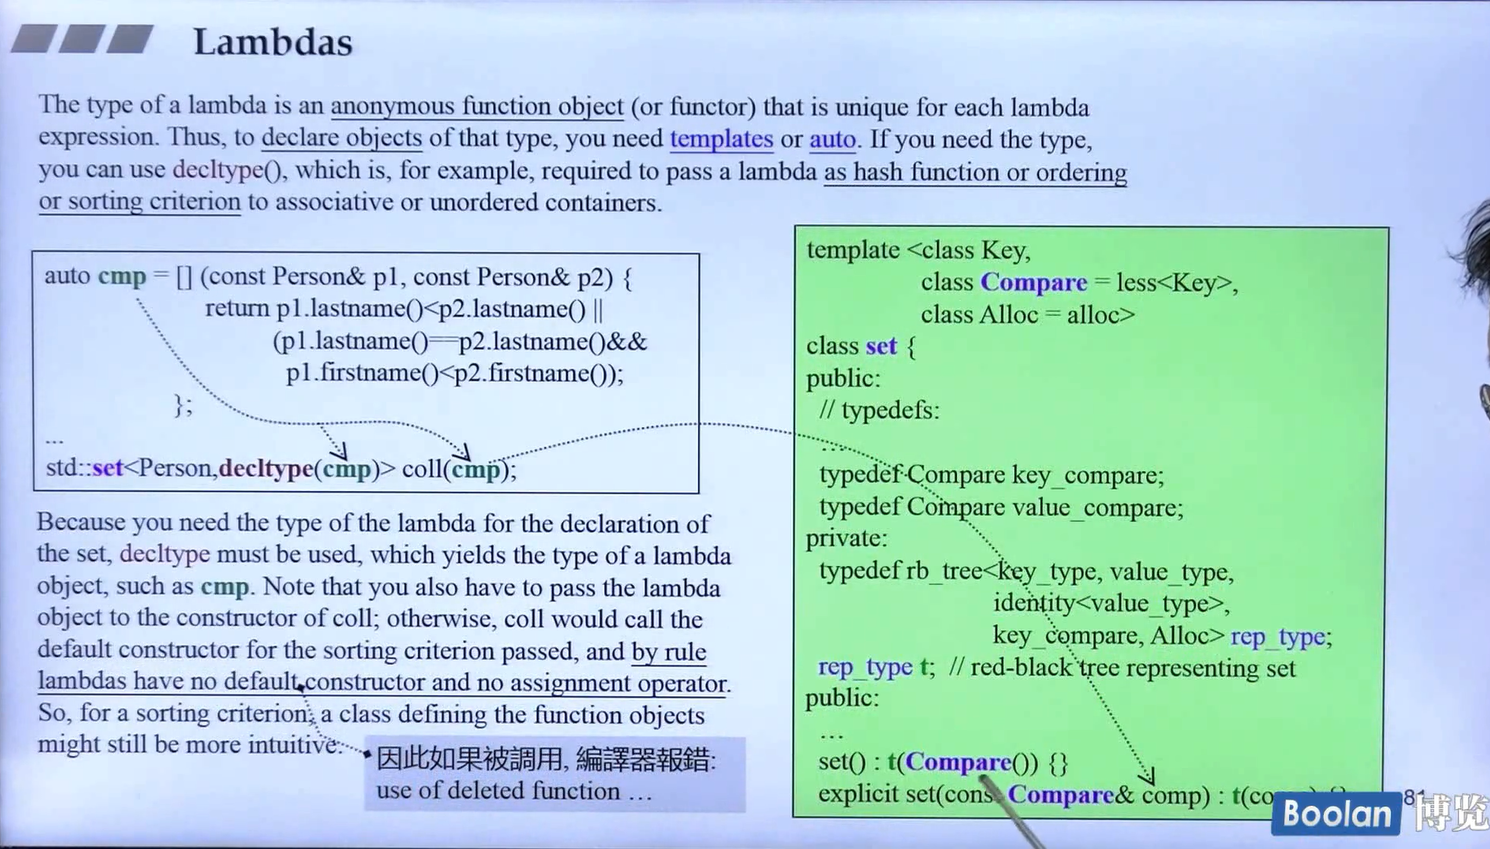 Lambdas
The type of a lambda is an anonymous function object (or functor) that is unique for each lambda
expression. Thus, to declare objects of that type, you need templates or auto. If you need the type,
you can use decltype(), which is, for example, required to pass a lambda as hash function or ordering
or sorting criterion to associative or unordered containers.
auto cmp = [] (const Person& p1, const Person& p2) {
return p1.lastname()<p2.lastname() ||
(p1.lastname()==p2.lastname()&&
p1.firstname()<p2.firstname());
};
...
std::set<Person,decltype(cmp)> coll(cmp);
Because you need the type of the lambda for the declaration of
the set, decltype must be used, which yields the type of a lambda
object, such as cmp. Note that you also have to pass the lambda
object to the constructor of coll; otherwise, coll would call the
default constructor for the sorting criterion passed, and by rule
lambdas have no default constructor and no assignment operator.
So, for a sorting criterion, a class defining the function objects
might still be more intuitive.
因此如果被調用, 編譯器報錯:
use of deleted function …
template <class Key,
class Compare = less<Key>,
class Alloc = alloc>
class set {
public:
// typedefs:
...
typedef Compare key_compare;
typedef Compare value_compare;
private:
typedef rb_tree<key_type, value_type,
identity<value_type>,
key_compare, Alloc> rep_type;
rep_type t; // red-black tree representing set
public:
…
set() : t(Compare()) {}
explicit set(cons Compare& comp) : t(co
81
Boolan 博览